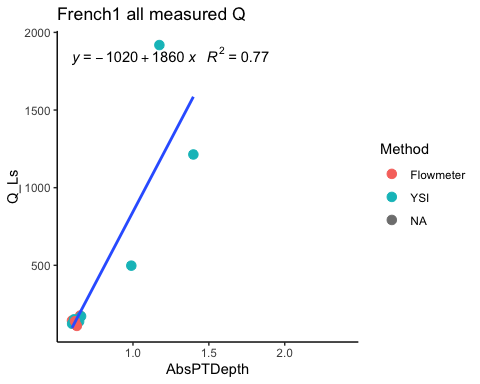 French1 all measured Q
2000
y = − 1020 + 1860 x   R² = 0.77
1500
Method
Flowmeter
Q_Ls
1000
YSI
NA
500
1.0 1.5 2.0
AbsPTDepth